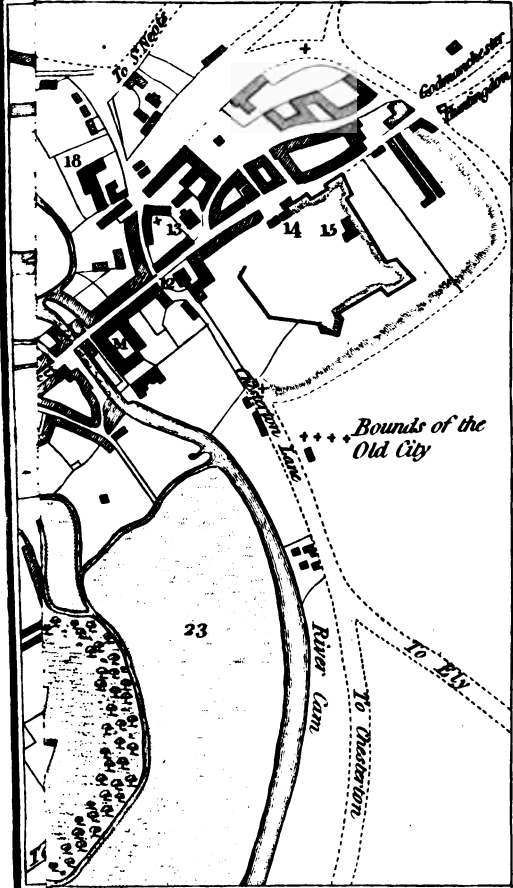 To St Neots
Godmanchester
& Huntingdon
18
13
14
15
12
M
Chesterton Lane
Bounds of the
Old City
23
River Cam
To Ely
To Chesterton